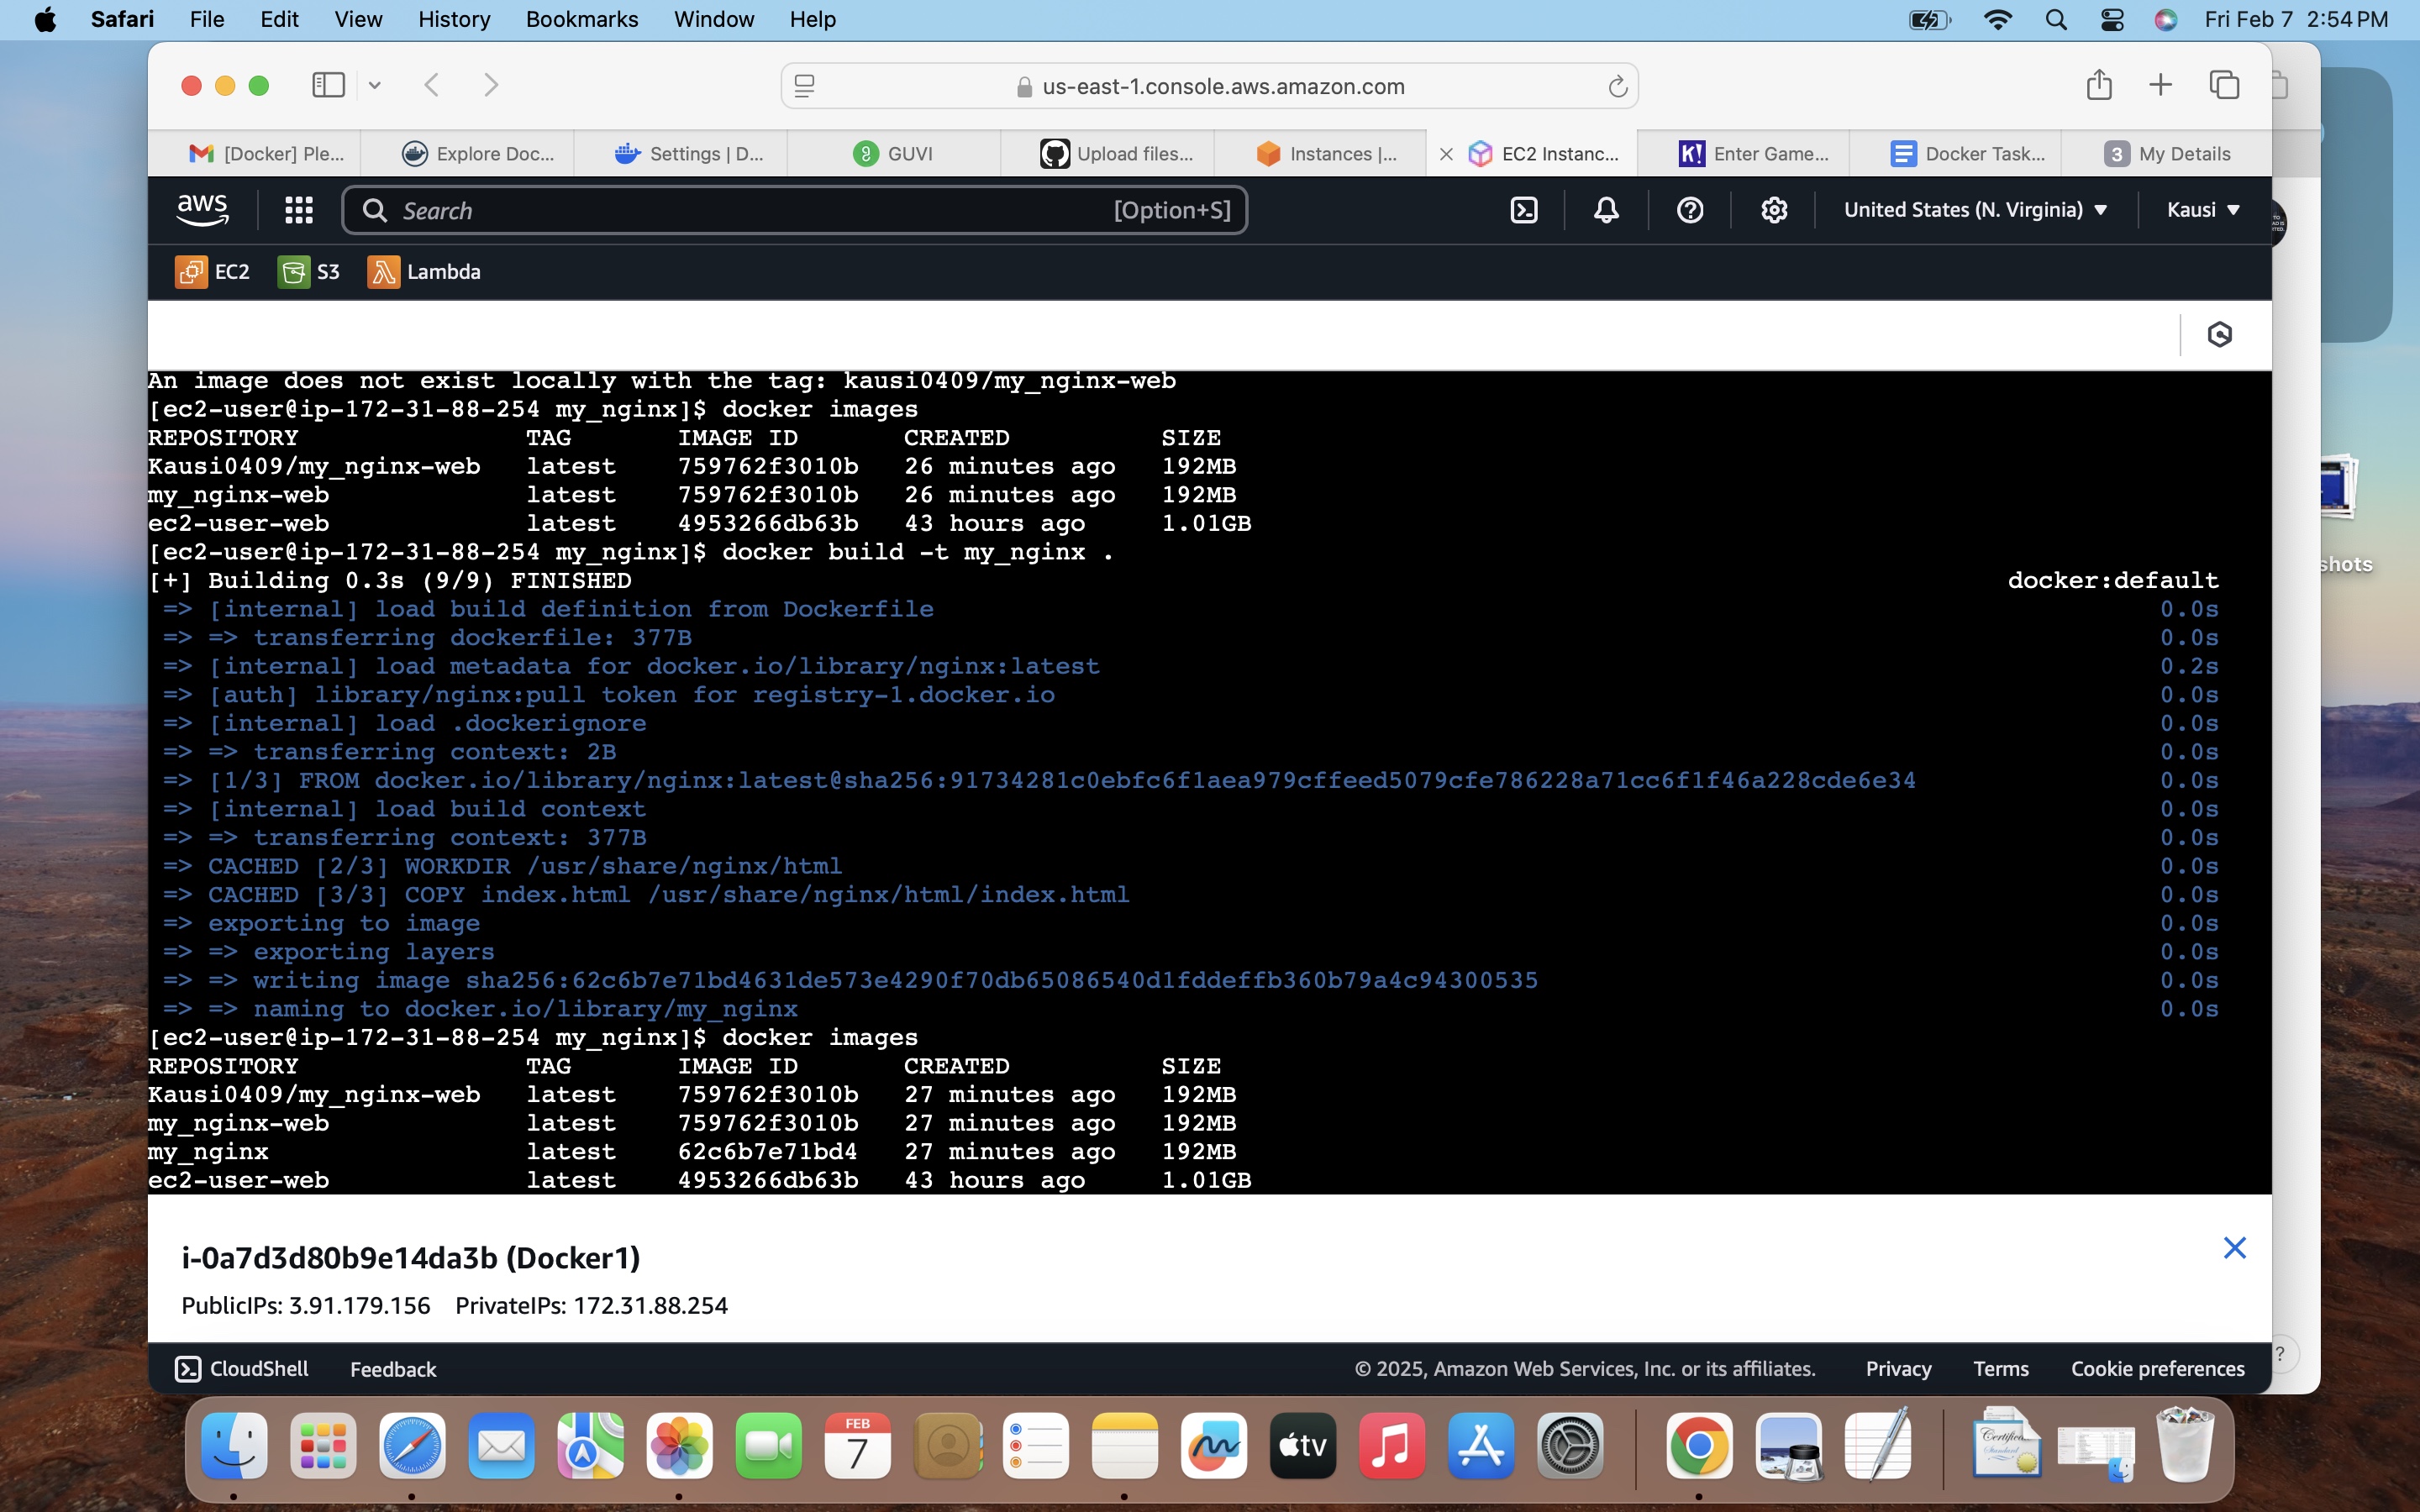 Safari File Edit View History Bookmarks Window Help Fri Feb 7 2:54 PM
us-east-1.console.aws.amazon.com
[Docker] Ple... Explore Doc... Settings | D... GUVI Upload files... Instances |... EC2 Instanc... K! Enter Game... Docker Task... 3 My Details
aws Search [Option+S] United States (N. Virginia) Kausi
EC2 S3 Lambda
An image does not exist locally with the tag: kausi0409/my_nginx-web
[ec2-user@ip-172-31-88-254 my_nginx]$ docker images
REPOSITORY TAG IMAGE ID CREATED SIZE
Kausi0409/my_nginx-web latest 759762f3010b 26 minutes ago 192MB
my_nginx-web latest 759762f3010b 26 minutes ago 192MB
ec2-user-web latest 4953266db63b 43 hours ago 1.01GB
[ec2-user@ip-172-31-88-254 my_nginx]$ docker build -t my_nginx .
[+] Building 0.3s (9/9) FINISHED docker:default
=> [internal] load build definition from Dockerfile 0.0s
=> => transferring dockerfile: 377B 0.0s
=> [internal] load metadata for docker.io/library/nginx:latest 0.2s
=> [auth] library/nginx:pull token for registry-1.docker.io 0.0s
=> [internal] load .dockerignore 0.0s
=> => transferring context: 2B 0.0s
=> [1/3] FROM docker.io/library/nginx:latest@sha256:91734281c0ebfc6f1aea979cffeed5079cfe786228a71cc6f1f46a228cde6e34 0.0s
=> [internal] load build context 0.0s
=> => transferring context: 377B 0.0s
=> CACHED [2/3] WORKDIR /usr/share/nginx/html 0.0s
=> CACHED [3/3] COPY index.html /usr/share/nginx/html/index.html 0.0s
=> exporting to image 0.0s
=> => exporting layers 0.0s
=> => writing image sha256:62c6b7e71bd4631de573e4290f70db65086540d1fddeffb360b79a4c94300535 0.0s
=> => naming to docker.io/library/my_nginx 0.0s
[ec2-user@ip-172-31-88-254 my_nginx]$ docker images
REPOSITORY TAG IMAGE ID CREATED SIZE
Kausi0409/my_nginx-web latest 759762f3010b 27 minutes ago 192MB
my_nginx-web latest 759762f3010b 27 minutes ago 192MB
my_nginx latest 62c6b7e71bd4 27 minutes ago 192MB
ec2-user-web latest 4953266db63b 43 hours ago 1.01GB
shots
i-0a7d3d80b9e14da3b (Docker1)
PublicIPs: 3.91.179.156 PrivateIPs: 172.31.88.254
CloudShell Feedback © 2025, Amazon Web Services, Inc. or its affiliates. Privacy Terms Cookie preferences
FEB
7
tv